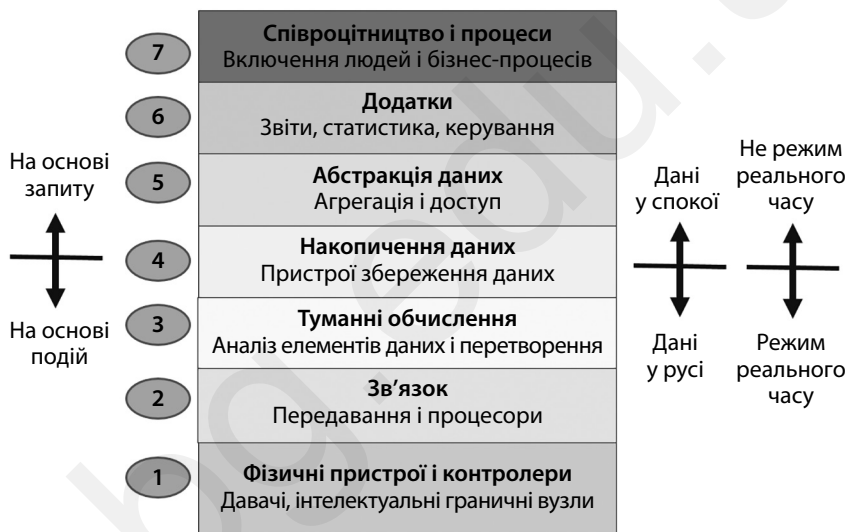 7
Співроцітництво і процеси
Включення людей і бізнес-процесів
6
Додатки
Звіти, статистика, керування
5
Абстракція даних
Агрегація і доступ
4
Накопичення даних
Пристрої збереження даних
3
Туманні обчислення
Аналіз елементів даних і перетворення
2
Зв’язок
Передавання і процесори
1
Фізичні пристрої і контролери
Давачі, інтелектуальні граничні вузли
На основі
запиту
На основі
подій
Дані
у спокої
Дані
у русі
Не режим
реального
часу
Режим
реального
часу
bg.edu.u